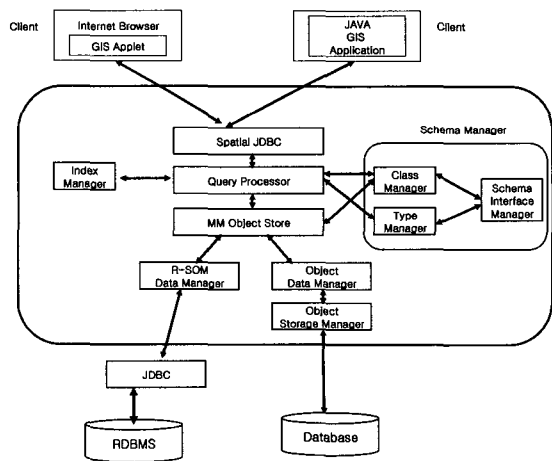 Client
Internet Browser
GIS Applet
JAVA
GIS
Application
Client
Spatial JDBC
Schema Manager
Index
Manager
Query Processor
Class
Manager
Schema
Interface
Manager
MM Object Store
Type
Manager
R-SOM
Data Manager
Object
Data Manager
Object
Storage Manager
JDBC
RDBMS
Database